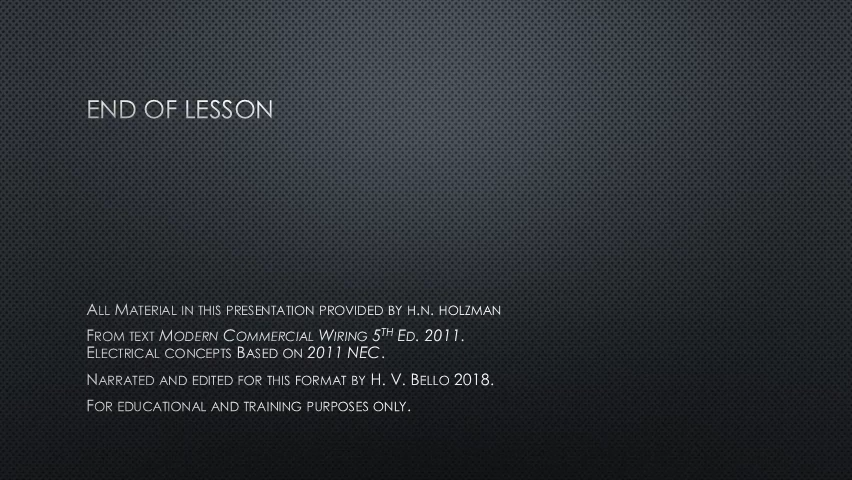 END OF LESSON
ALL MATERIAL IN THIS PRESENTATION PROVIDED BY H.N. HOLZMAN
FROM TEXT MODERN COMMERCIAL WIRING 5TH ED. 2011.
ELECTRICAL CONCEPTS BASED ON 2011 NEC.
NARRATED AND EDITED FOR THIS FORMAT BY H. V. BELLO 2018.
FOR EDUCATIONAL AND TRAINING PURPOSES ONLY.